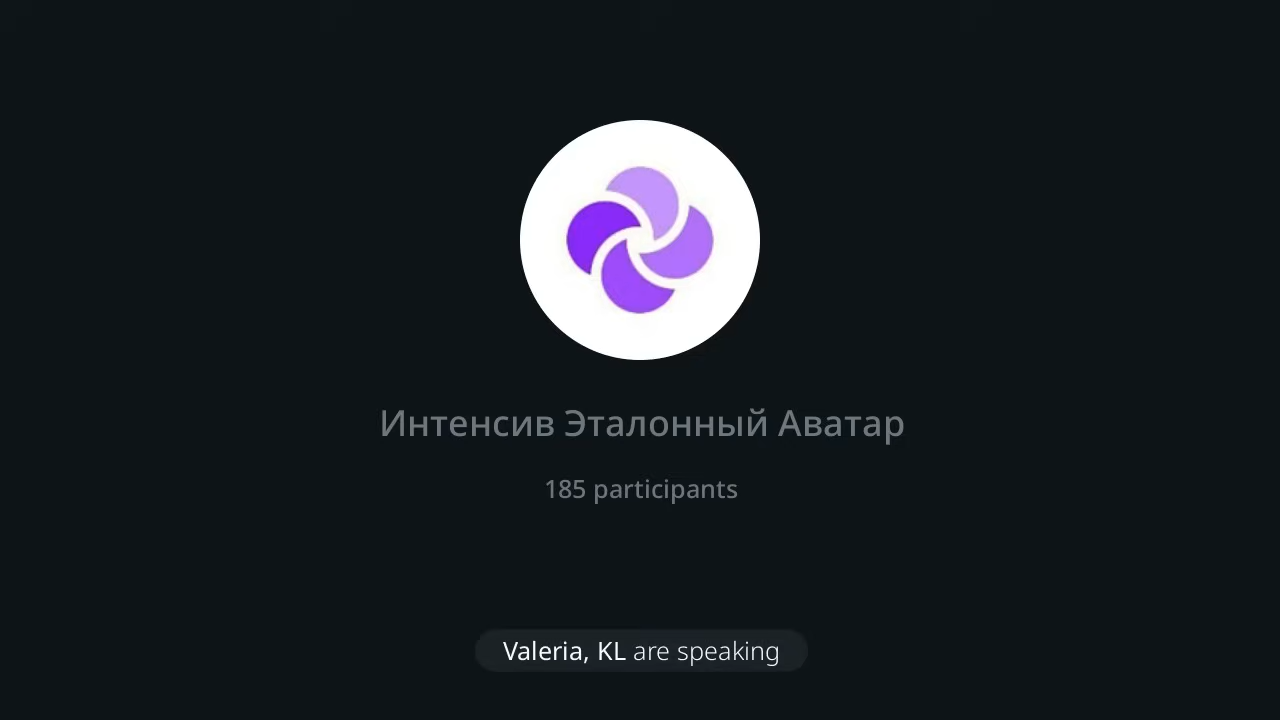 Интенсив Эталонный Аватар
185 participants
Valeria, KL are speaking